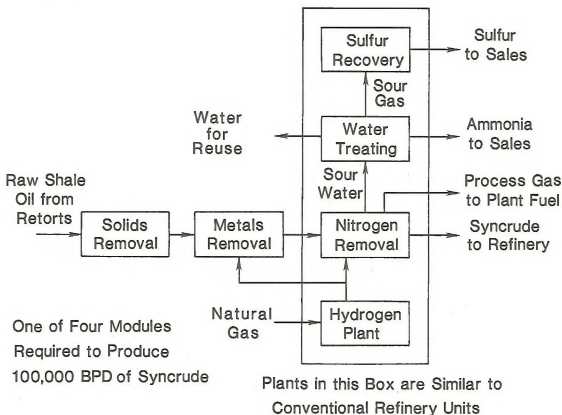 Sulfur
Recovery
Sulfur
to Sales
Sour
Gas
Water
for
Reuse
Water
Treating
Ammonia
to Sales
Sour
Water
Process Gas
to Plant Fuel
Raw Shale
Oil from
Retorts
Solids
Removal
Metals
Removal
Nitrogen
Removal
Syncrude
to Refinery
Natural
Gas
Hydrogen
Plant
One of Four Modules
Required to Produce
100,000 BPD of Syncrude
Plants in this Box are Similar to
Conventional Refinery Units